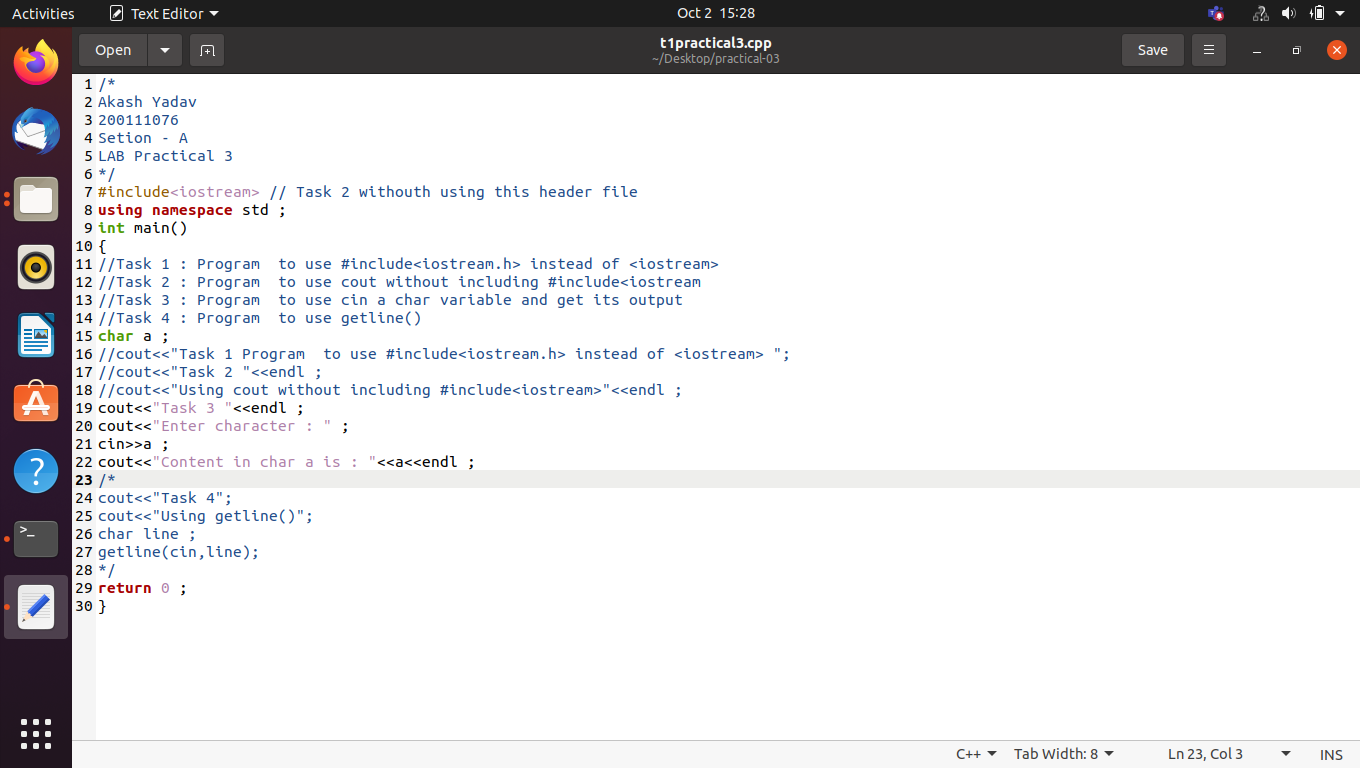 Activities
Text Editor
Oct 2 15:28
Open
t1practical3.cpp
~/Desktop/practical-03
Save
1 /*
2 Akash Yadav
3 200111076
4 Setion - A
5 LAB Practical 3
6 */
7 #include<iostream> // Task 2 withouth using this header file
8 using namespace std ;
9 int main()
10 {
11 //Task 1 : Program  to use #include<iostream.h> instead of <iostream>
12 //Task 2 : Program  to use cout without including #include<iostream
13 //Task 3 : Program  to use cin a char variable and get its output
14 //Task 4 : Program  to use getline()
15 char a ;
16 //cout<<"Task 1 Program  to use #include<iostream.h> instead of <iostream> ";
17 //cout<<"Task 2 "<<endl ;
18 //cout<<"Using cout without including #include<iostream>"<<endl ;
19 cout<<"Task 3 "<<endl ;
20 cout<<"Enter character : " ;
21 cin>>a ;
22 cout<<"Content in char a is : "<<a<<endl ;
23 /*
24 cout<<"Task 4";
25 cout<<"Using getline()";
26 char line ;
27 getline(cin,line);
28 */
29 return 0 ;
30 }
C++
Tab Width: 8
Ln 23, Col 3
INS